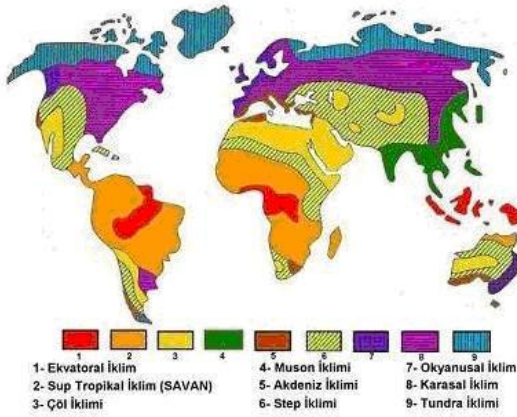 1 2 3 4 5 6 7 8 9
1- Ekvatoral İklim
2- Sup Tropikal İklim (SAVAN)
3- Çöl İklimi
4- Muson İklimi
5- Akdeniz İklimi
6- Step İklimi
7- Okyanusal İklim
8- Karasal İklim
9- Tundra İklimi